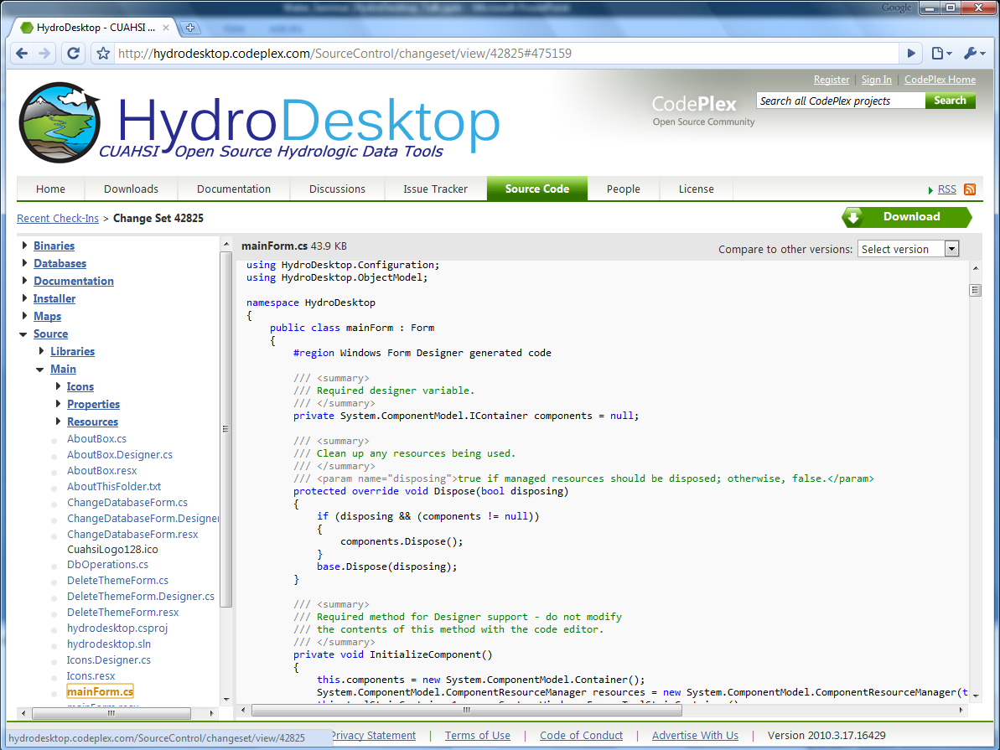 Google
HydroDesktop - CUAHSI ...
http://hydrodesktop.codeplex.com/SourceControl/changeset/view/42825#475159
Register | Sign In | CodePlex Home
CodePlex
Open Source Community
Search all CodePlex projects
Search
HydroDesktop
CUAHSI Open Source Hydrologic Data Tools
Home
Downloads
Documentation
Discussions
Issue Tracker
Source Code
People
License
RSS
Recent Check-Ins > Change Set 42825
Download
Binaries
Databases
Documentation
Installer
Maps
Source
Libraries
Main
Icons
Properties
Resources
AboutBox.cs
AboutBox.Designer.cs
AboutBox.resx
AboutThisFolder.txt
ChangeDatabaseForm.cs
ChangeDatabaseForm.Designer
ChangeDatabaseForm.resx
CuahsiLogo128.ico
DbOperations.cs
DeleteThemeForm.cs
DeleteThemeForm.Designer.cs
DeleteThemeForm.resx
hydrodesktop.csproj
hydrodesktop.sln
Icons.Designer.cs
Icons.resx
mainForm.cs
mainForm.cs 43.9 KB
Compare to other versions: Select version
using HydroDesktop.Configuration;
using HydroDesktop.ObjectModel;
namespace HydroDesktop
{
public class mainForm : Form
{
#region Windows Form Designer generated code
/// <summary>
/// Required designer variable.
/// </summary>
private System.ComponentModel.IContainer components = null;
/// <summary>
/// Clean up any resources being used.
/// </summary>
/// <param name="disposing">true if managed resources should be disposed; otherwise, false.</param>
protected override void Dispose(bool disposing)
{
if (disposing && (components != null))
{
components.Dispose();
}
base.Dispose(disposing);
}
/// <summary>
/// Required method for Designer support - do not modify
/// the contents of this method with the code editor.
/// </summary>
private void InitializeComponent()
{
this.components = new System.ComponentModel.Container();
System.ComponentModel.ComponentResourceManager resources = new System.ComponentModel.ComponentResourceManager(t
hydrodesktop.codeplex.com/SourceControl/changeset/view/42825
Privacy Statement | Terms of Use | Code of Conduct | Advertise With Us | Version 2010.3.17.16429